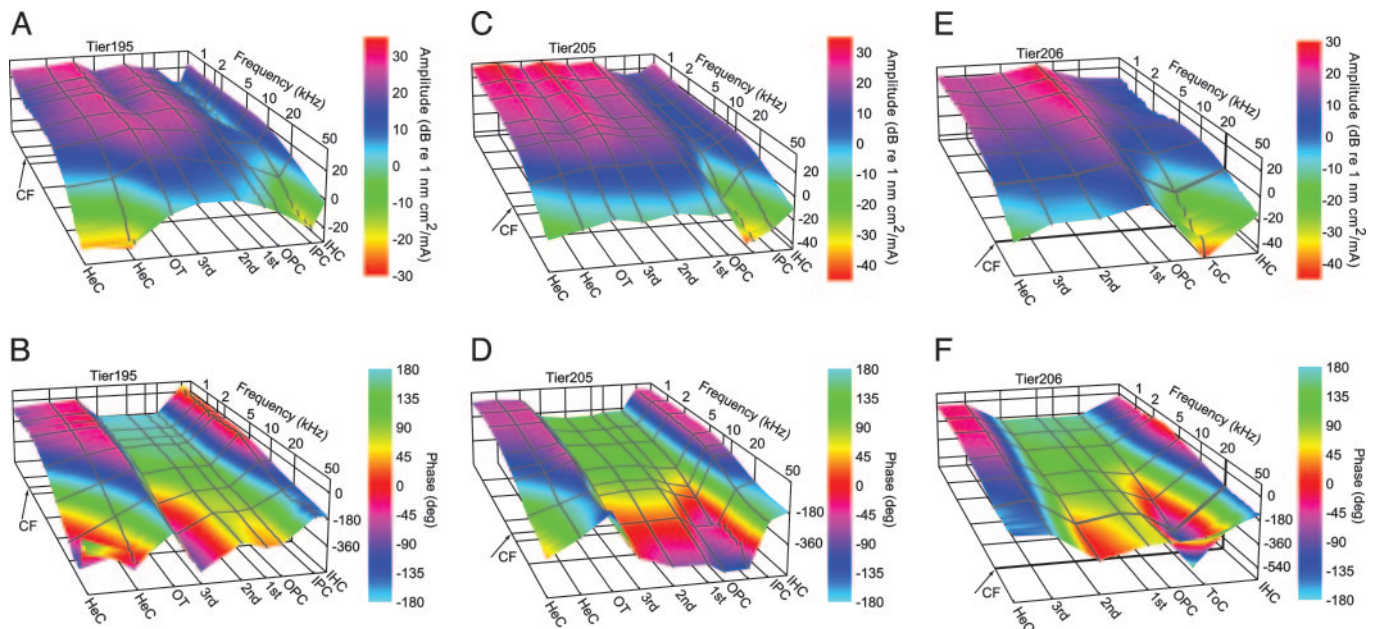 A
Tier195
Frequency (kHz)
1
2
5
10
20
50
20
0
-20
CF
HeC
HeC
OT
3rd
2nd
1st
OPC
IPC
IHC
30
20
10
0
-10
-20
-30
Amplitude (dB re 1 nm cm²/mA)
C
Tier205
Frequency (kHz)
1
2
5
10
20
50
20
0
-20
-40
CF
HeC
HeC
OT
3rd
2nd
1st
OPC
IPC
IHC
30
20
10
0
-10
-20
-30
-40
Amplitude (dB re 1 nm cm²/mA)
E
Tier206
Frequency (kHz)
1
2
5
10
20
50
20
0
-20
-40
CF
HeC
3rd
2nd
1st
OPC
ToC
IHC
30
20
10
0
-10
-20
-30
-40
Amplitude (dB re 1 nm cm²/mA)
B
Tier195
Frequency (kHz)
1
2
5
10
20
50
0
-180
-360
CF
HeC
HeC
OT
3rd
2nd
1st
OPC
IPC
IHC
180
135
90
45
0
-45
-90
-135
-180
Phase (deg)
D
Tier205
Frequency (kHz)
1
2
5
10
20
50
0
-180
-360
CF
HeC
HeC
OT
3rd
2nd
1st
OPC
IPC
IHC
180
135
90
45
0
-45
-90
-135
-180
Phase (deg)
F
Tier206
Frequency (kHz)
1
2
5
10
20
50
0
-180
-360
-540
CF
HeC
3rd
2nd
1st
OPC
ToC
IHC
180
135
90
45
0
-45
-90
-135
-180
Phase (deg)